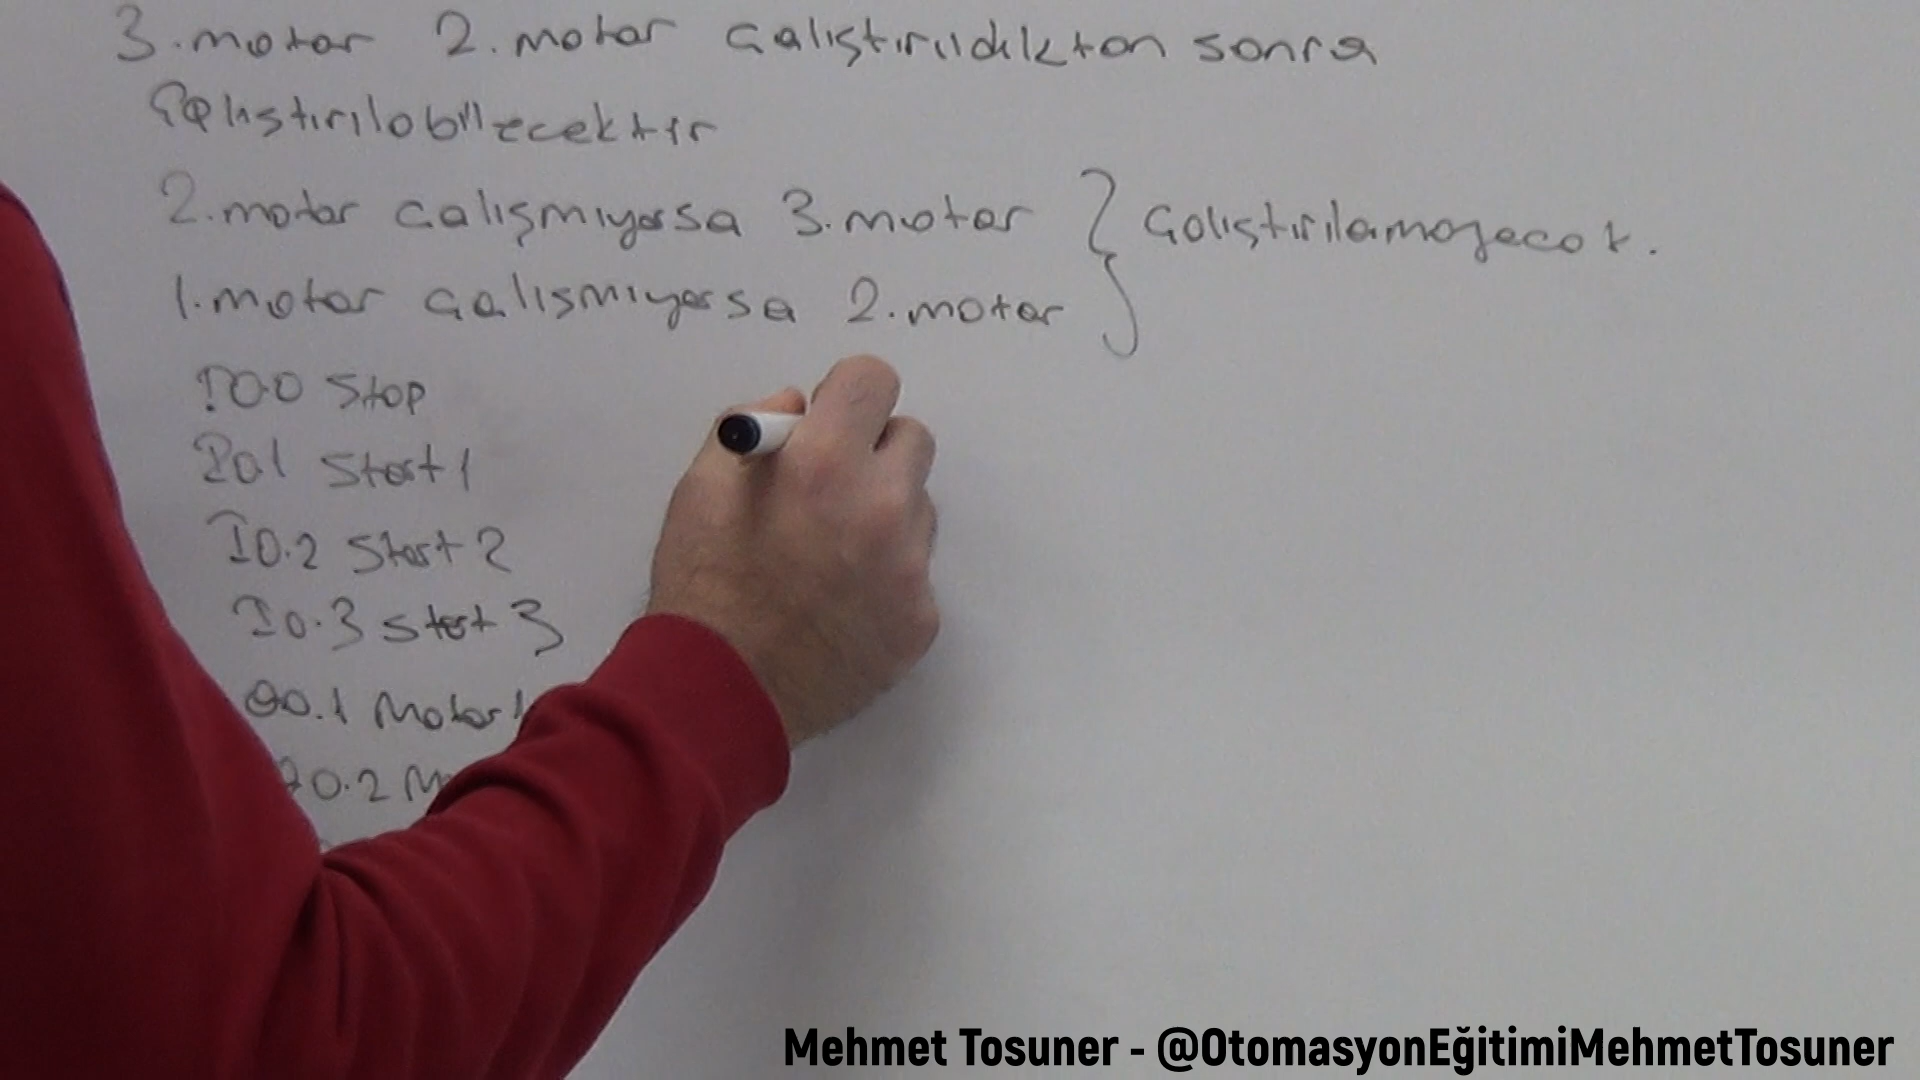 3.motor 2.motor çalıştırıldıktan sonra
çalıştırılabilecektir
2.motor çalışmıyorsa 3.motor } çalıştırılamayacak.
1.motor çalışmıyorsa 2.motor
I0.0 Stop
I0.1 Start 1
I0.2 Start 2
I0.3 Start 3
Q0.1 Motor 1
Q0.2 M
Mehmet Tosuner - @OtomasyonEğitimiMehmetTosuner